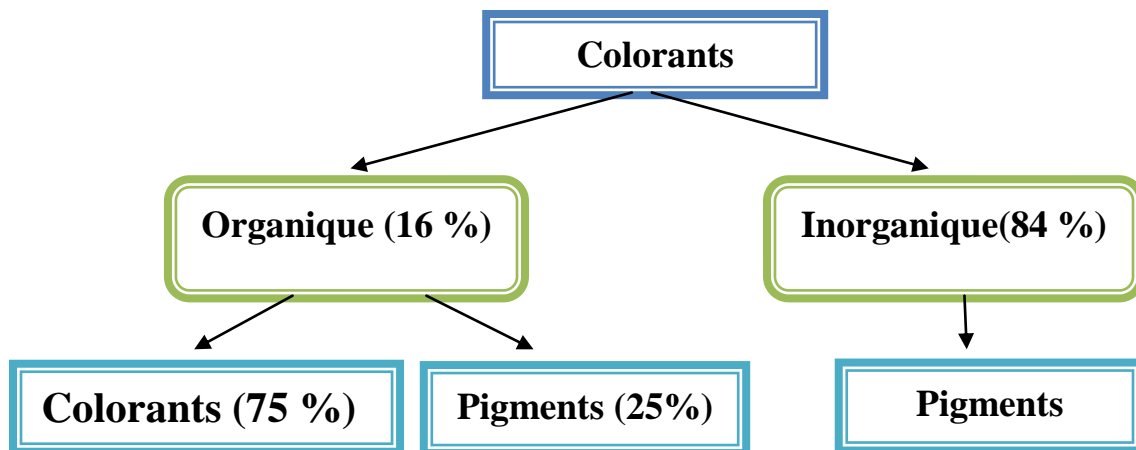 Colorants
Organique (16 %)
Inorganique(84 %)
Colorants (75 %)
Pigments (25%)
Pigments